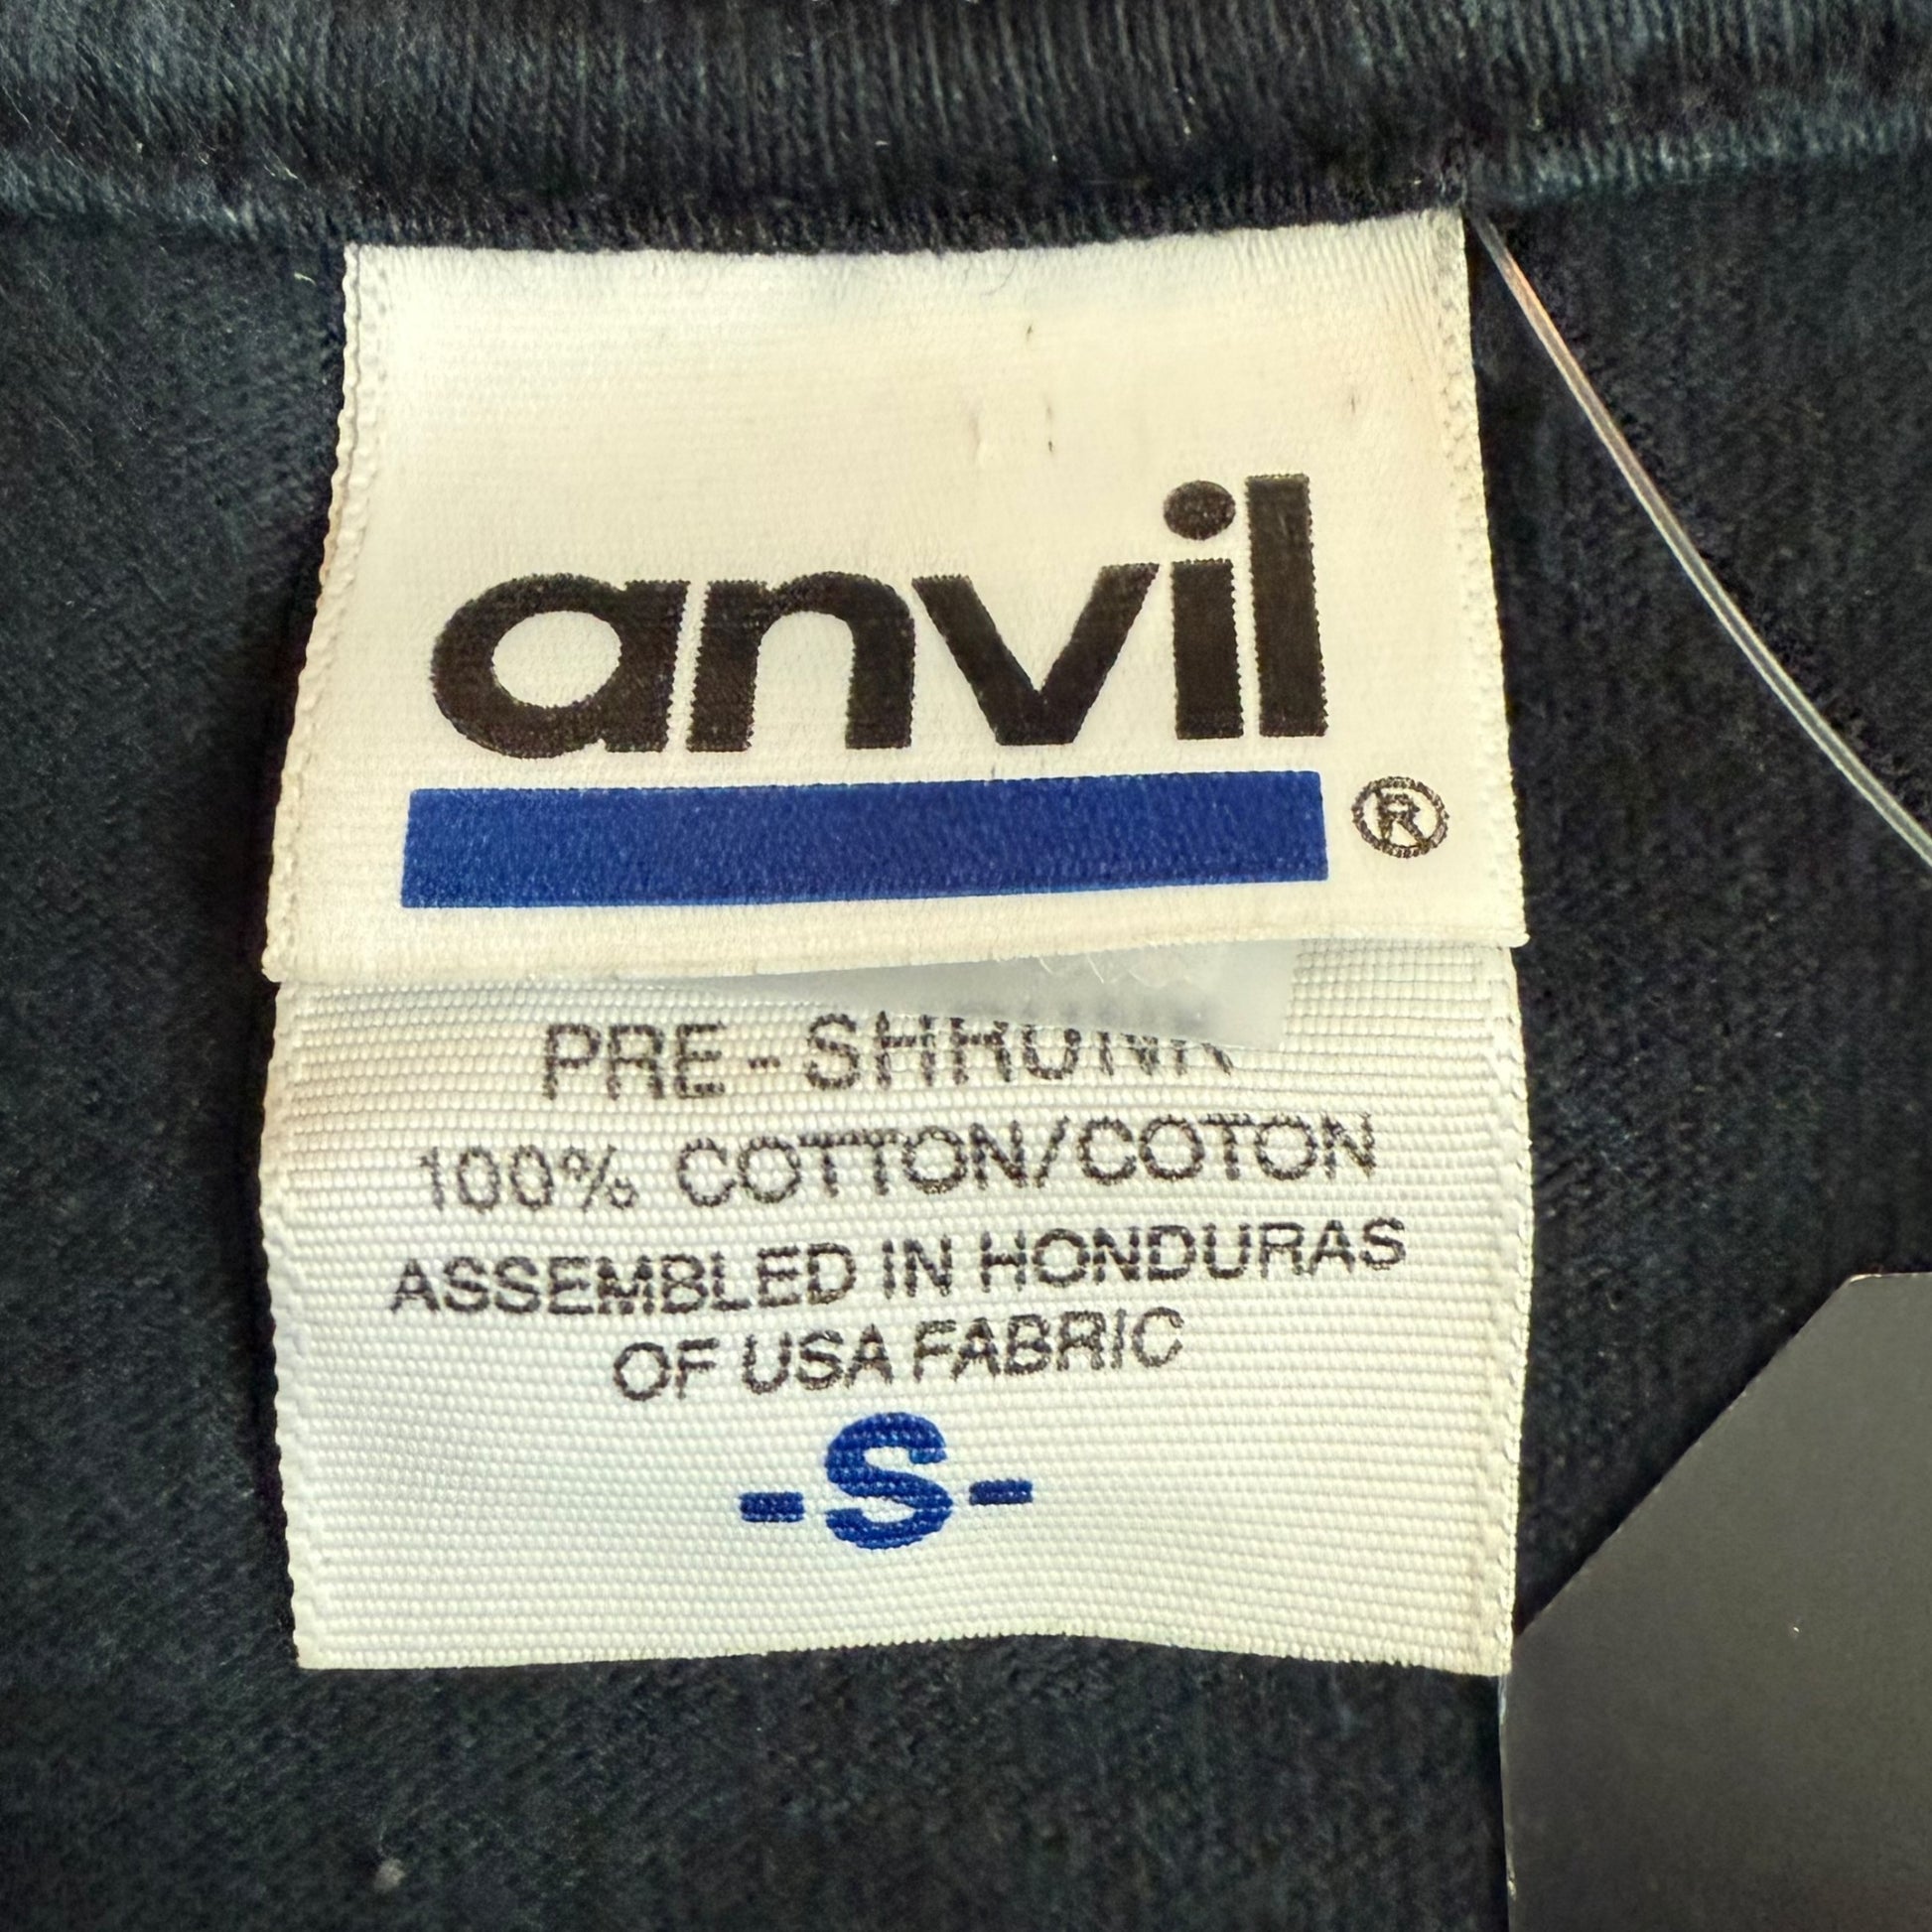 anvil
®
PRE-SHRUNK
100% COTTON/COTON
ASSEMBLED IN HONDURAS
OF USA FABRIC
-S-